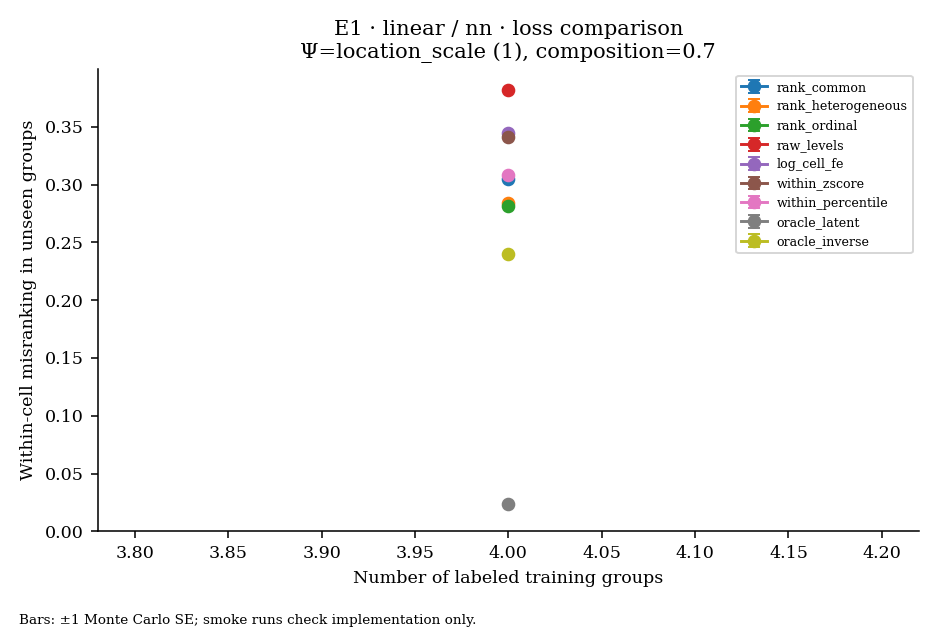 E1 · linear / nn · loss comparison
Ψ=location_scale (1), composition=0.7
Within-cell misranking in unseen groups
0.35
0.30
0.25
0.20
0.15
0.10
0.05
0.00
rank_common
rank_heterogeneous
rank_ordinal
raw_levels
log_cell_fe
within_zscore
within_percentile
oracle_latent
oracle_inverse
3.80 3.85 3.90 3.95 4.00 4.05 4.10 4.15 4.20
Number of labeled training groups
Bars: ±1 Monte Carlo SE; smoke runs check implementation only.